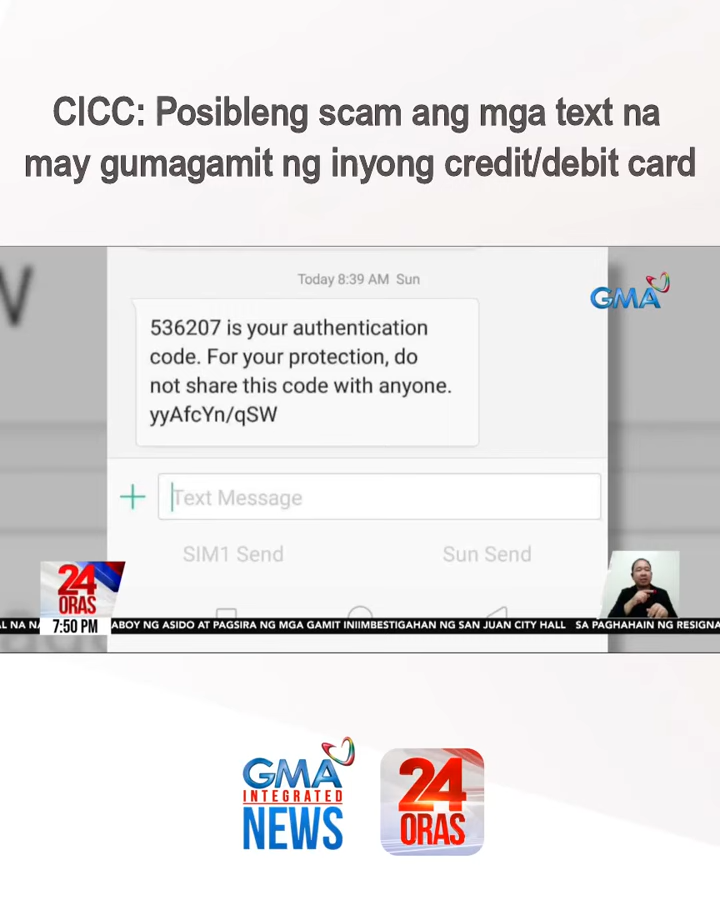 CICC: Posibleng scam ang mga text na
may gumagamit ng inyong credit/debit card
Today 8:39 AM Sun
GMA
536207 is your authentication
code. For your protection, do
not share this code with anyone.
yyAfcYn/qSW
Text Message
SIM1 Send
Sun Send
24
ORAS
7:50 PM
ABOY NG ASIDO AT PAGSIRA NG MGA GAMIT INIIMBESTIGAHAN NG SAN JUAN CITY HALL SA PAGHAHAIN NG RESIGNA
GMA
INTEGRATED
NEWS
24
ORAS